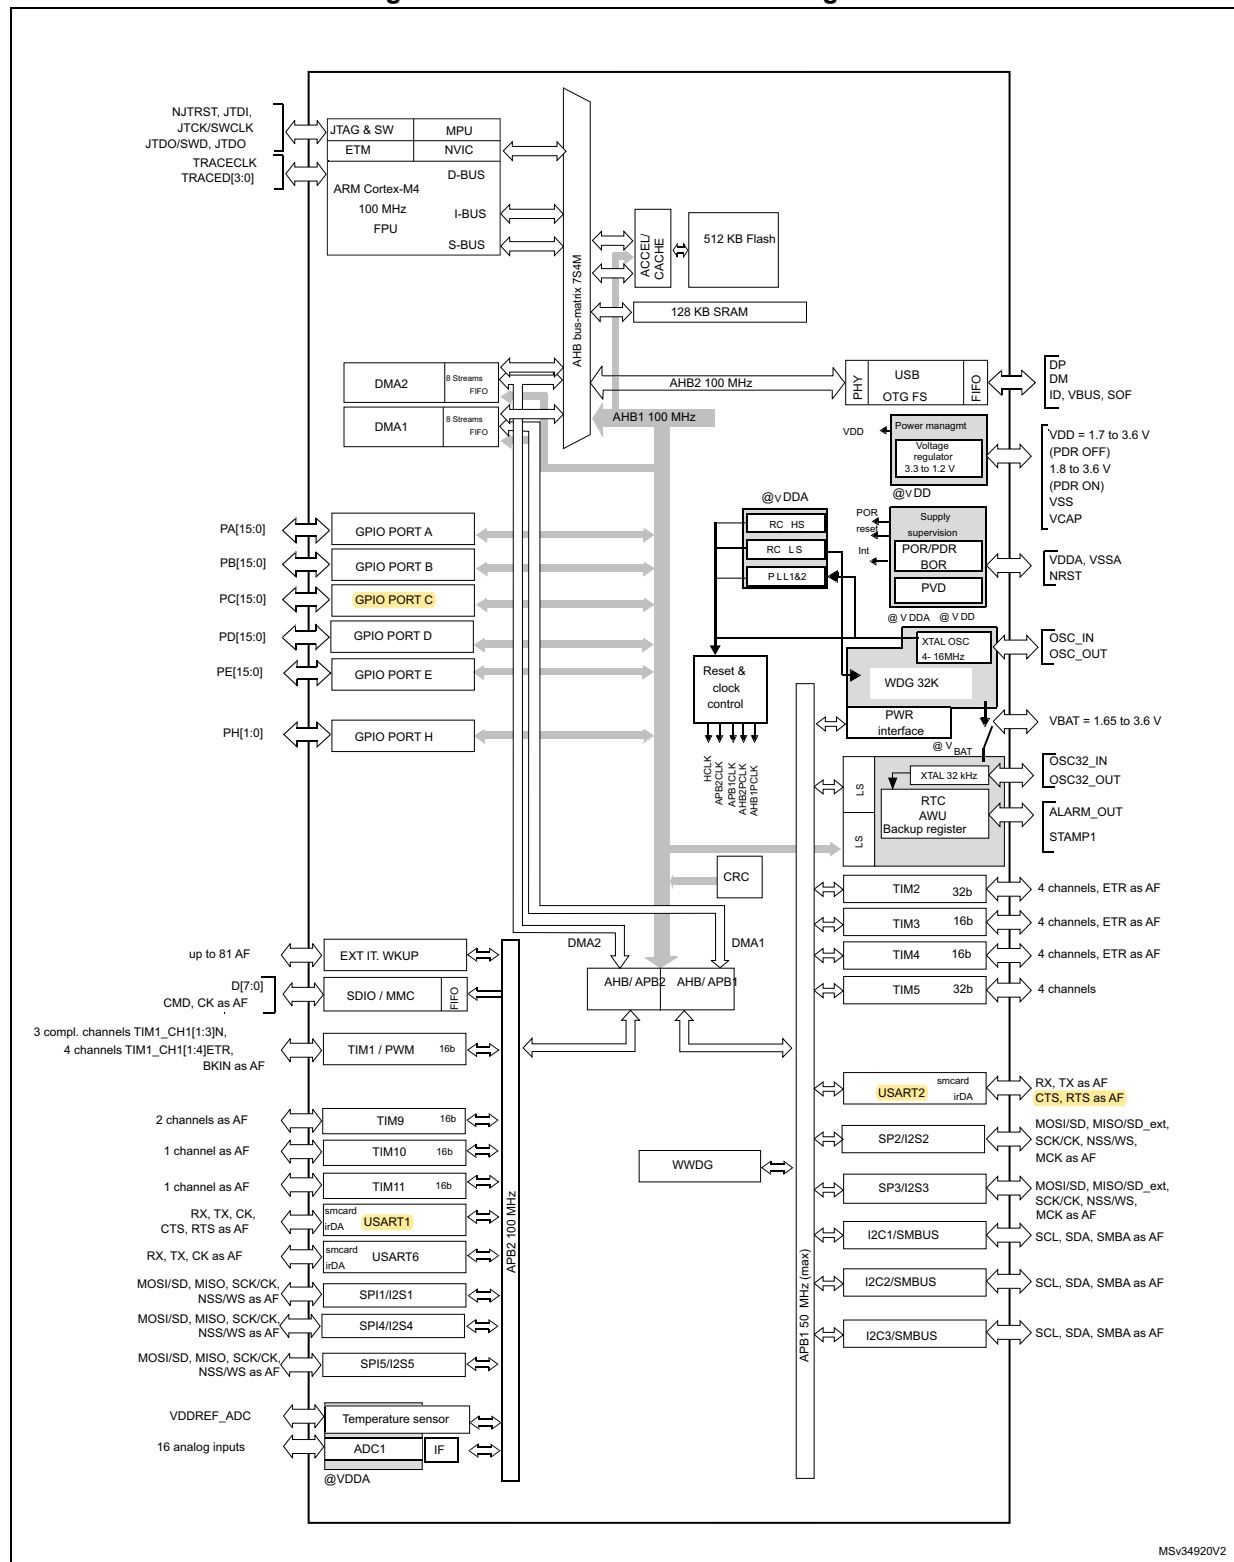 NJTRST, JTDI,
JTCK/SWCLK
JTDO/SWD, JTDO
TRACECLK
TRACED[3:0]
JTAG & SW
MPU
ETM
NVIC
D-BUS
ARM Cortex-M4
100 MHz
FPU
I-BUS
S-BUS
AHB bus-matrix 7S4M
ACCEL/
CACHE
512 KB Flash
128 KB SRAM
DMA2
8 Streams
FIFO
DMA1
8 Streams
FIFO
AHB2 100 MHz
AHB1 100 MHz
PHY
USB
OTG FS
FIFO
DP
DM
ID, VBUS, SOF
VDD
Power managmt
Voltage
regulator
3.3 to 1.2 V
@VDD
VDD = 1.7 to 3.6 V
(PDR OFF)
1.8 to 3.6 V
(PDR ON)
VSS
VCAP
@VDDA
RC HS
RC LS
PLL1&2
POR
reset
Int
Supply
supervision
POR/PDR
BOR
PVD
VDDA, VSSA
NRST
@VDDA @VDD
XTAL OSC
4- 16MHz
OSC_IN
OSC_OUT
WDG 32K
Reset &
clock
control
HCLK
APB2CLK
APB1CLK
AHB2PCLK
AHB1PCLK
PWR
interface
VBAT = 1.65 to 3.6 V
@VBAT
LS
XTAL 32 kHz
OSC32_IN
OSC32_OUT
RTC
AWU
Backup register
LS
ALARM_OUT
STAMP1
PA[15:0]
GPIO PORT A
PB[15:0]
GPIO PORT B
PC[15:0]
GPIO PORT C
PD[15:0]
GPIO PORT D
PE[15:0]
GPIO PORT E
PH[1:0]
GPIO PORT H
CRC
DMA2
DMA1
AHB/ APB2
AHB/ APB1
TIM2
32b
4 channels, ETR as AF
TIM3
16b
4 channels, ETR as AF
TIM4
16b
4 channels, ETR as AF
TIM5
32b
4 channels
up to 81 AF
EXT IT. WKUP
D[7:0]
CMD, CK as AF
SDIO / MMC
FIFO
3 compl. channels TIM1_CH1[1:3]N,
4 channels TIM1_CH1[1:4]ETR,
BKIN as AF
TIM1 / PWM
16b
2 channels as AF
TIM9
16b
1 channel as AF
TIM10
16b
1 channel as AF
TIM11
16b
RX, TX, CK,
CTS, RTS as AF
smcard
irDA
USART1
RX, TX, CK as AF
smcard
irDA
USART6
MOSI/SD, MISO, SCK/CK,
NSS/WS as AF
SPI1/I2S1
MOSI/SD, MISO, SCK/CK,
NSS/WS as AF
SPI4/I2S4
MOSI/SD, MISO, SCK/CK,
NSS/WS as AF
SPI5/I2S5
VDDREF_ADC
Temperature sensor
16 analog inputs
ADC1
IF
@VDDA
APB2 100 MHz
WWDG
APB1 50 MHz (max)
USART2
smcard
irDA
RX, TX as AF
CTS, RTS as AF
SP2/I2S2
MOSI/SD, MISO/SD_ext,
SCK/CK, NSS/WS,
MCK as AF
SP3/I2S3
MOSI/SD, MISO/SD_ext,
SCK/CK, NSS/WS,
MCK as AF
I2C1/SMBUS
SCL, SDA, SMBA as AF
I2C2/SMBUS
SCL, SDA, SMBA as AF
I2C3/SMBUS
SCL, SDA, SMBA as AF
MSv34920V2